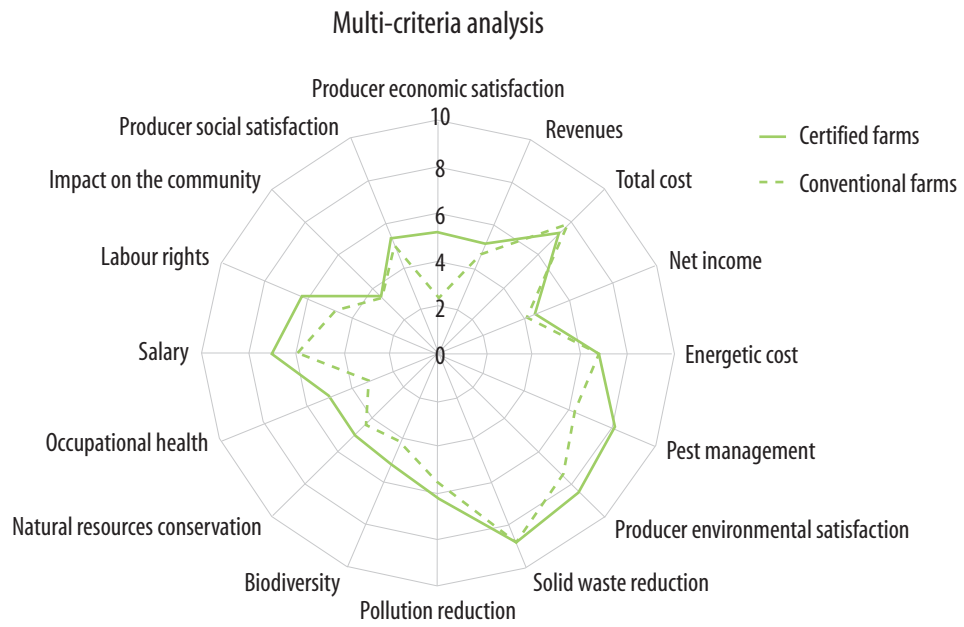 Multi-criteria analysis
Producer economic satisfaction
Revenues
Total cost
Net income
Energetic cost
Pest management
Producer environmental satisfaction
Solid waste reduction
Pollution reduction
Biodiversity
Natural resources conservation
Occupational health
Salary
Labour rights
Impact on the community
Producer social satisfaction
10
8
6
4
2
0
Certified farms
Conventional farms